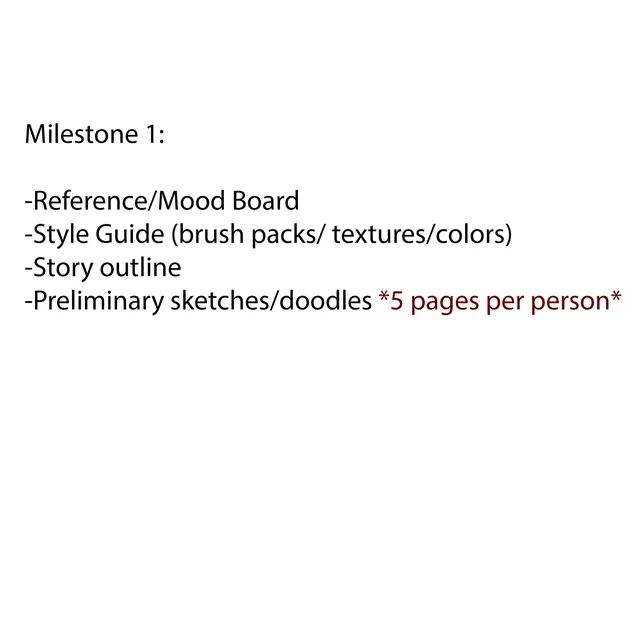 Milestone 1:
-Reference/Mood Board
-Style Guide (brush packs/ textures/colors)
-Story outline
-Preliminary sketches/doodles *5 pages per person*